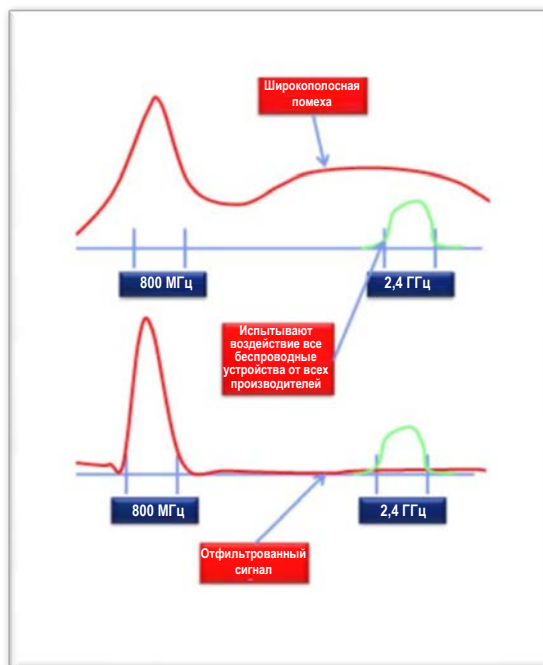 Широкополосная
помеха
800 МГц
2,4 ГГц
Испытывают
воздействие все
беспроводные
устройства от всех
производителей
800 МГц
2,4 ГГц
Отфильтрованный
сигнал